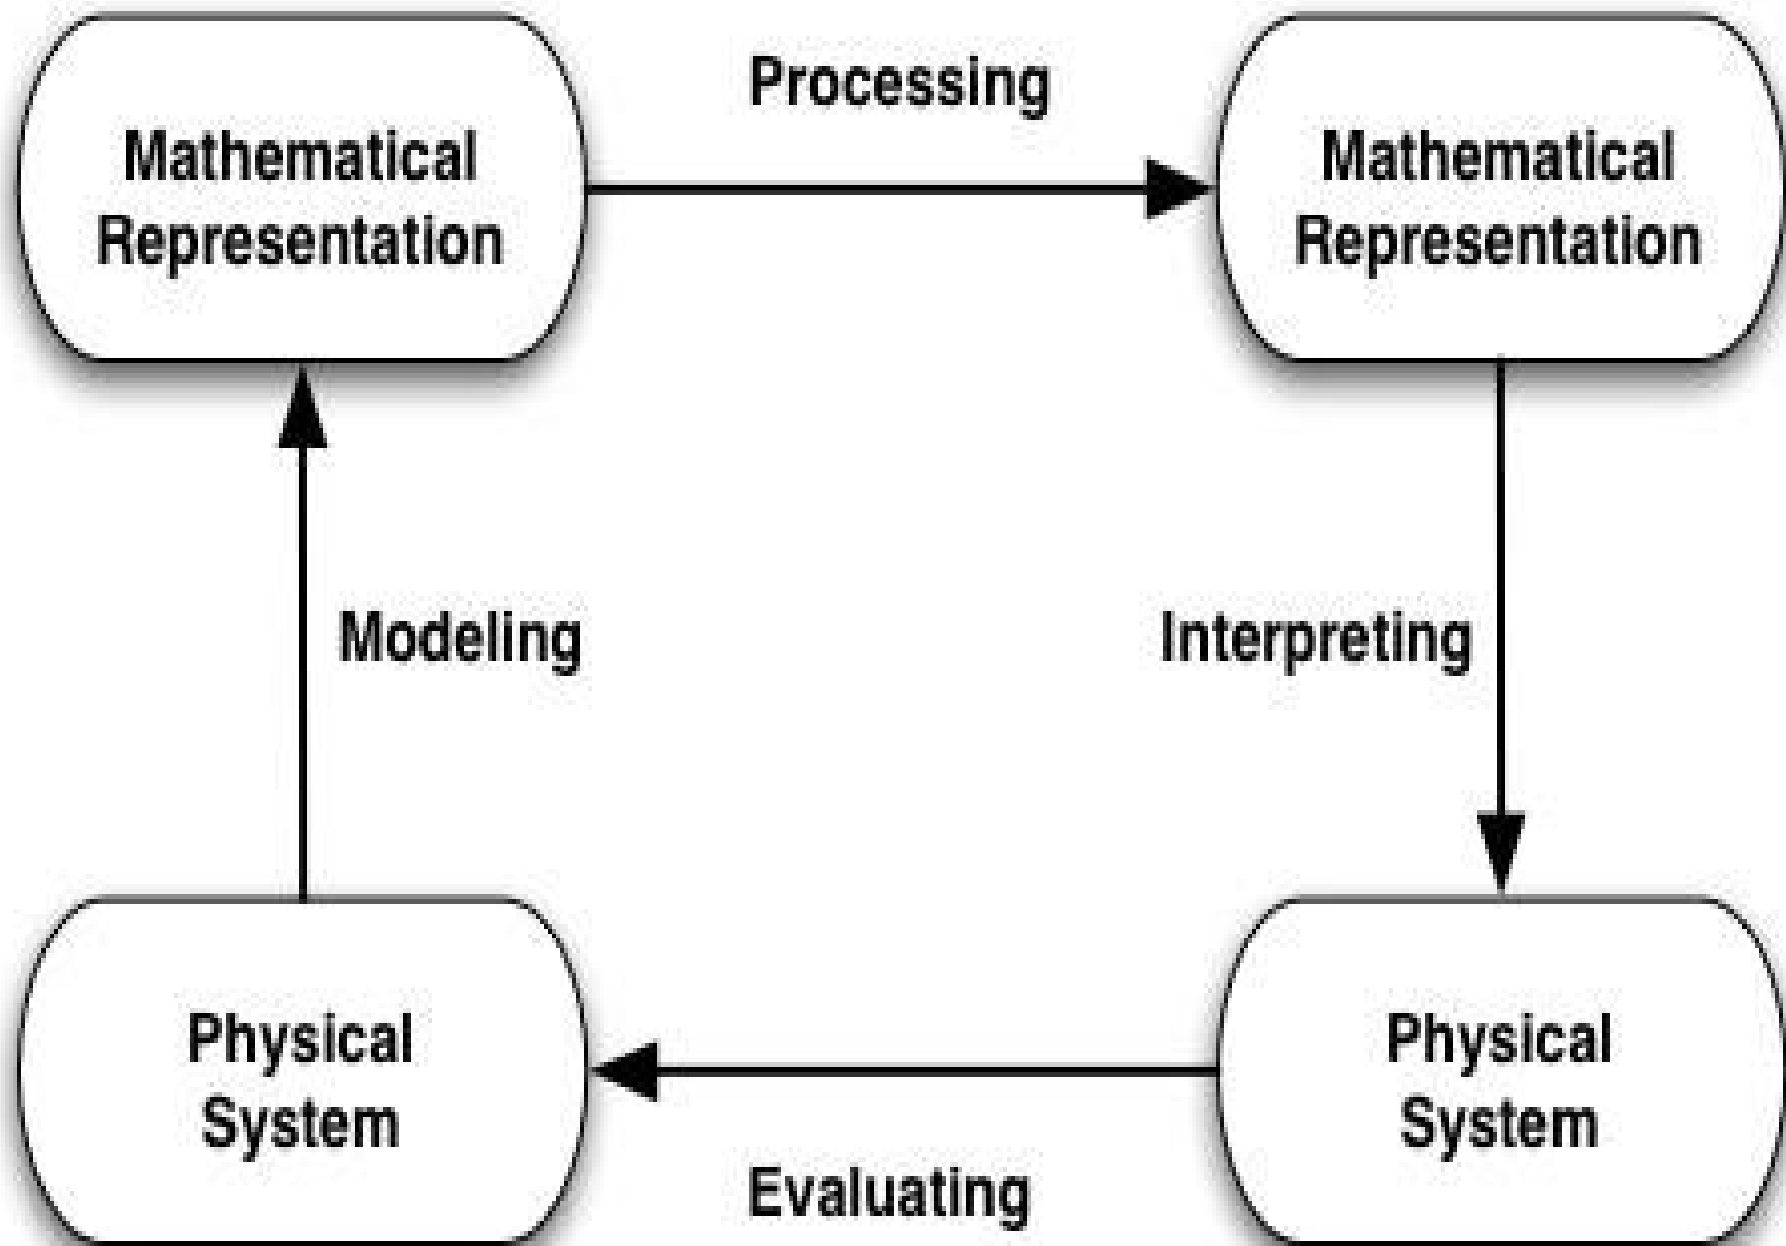 Processing
Mathematical
Representation
Mathematical
Representation
Modeling
Interpreting
Physical
System
Physical
System
Evaluating